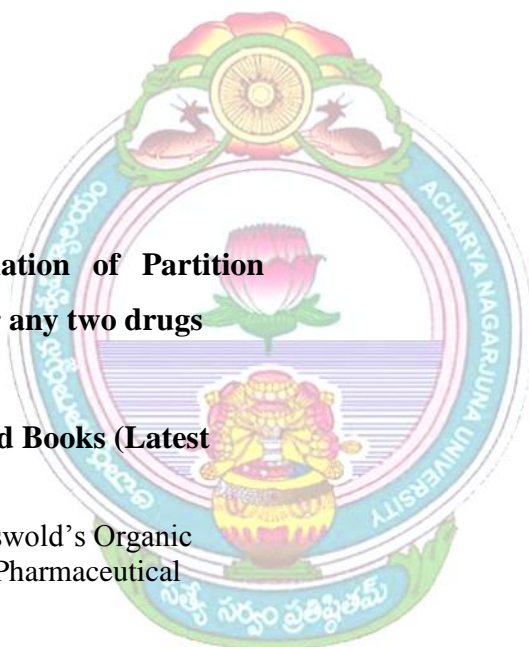 ation of Partition
r any two drugs
d Books (Latest
swold's Organic
Pharmaceutical
ACHARYA NAGARJUNA UNIVERSITY
సత్యే సర్వం ప్రతిష్ఠితమ్